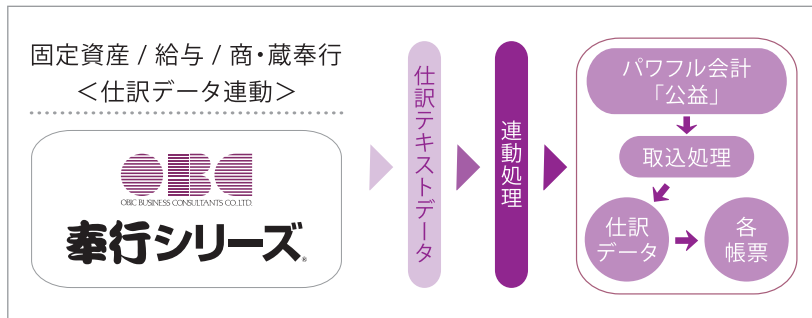 固定資産 / 給与 / 商・蔵奉行
＜仕訳データ連動＞
OBC
OBIC BUSINESS CONSULTANTS CO.LTD.
奉行シリーズ®
仕訳テキストデータ
連動処理
パワフル会計
「公益」
取込処理
仕訳
データ
各
帳票